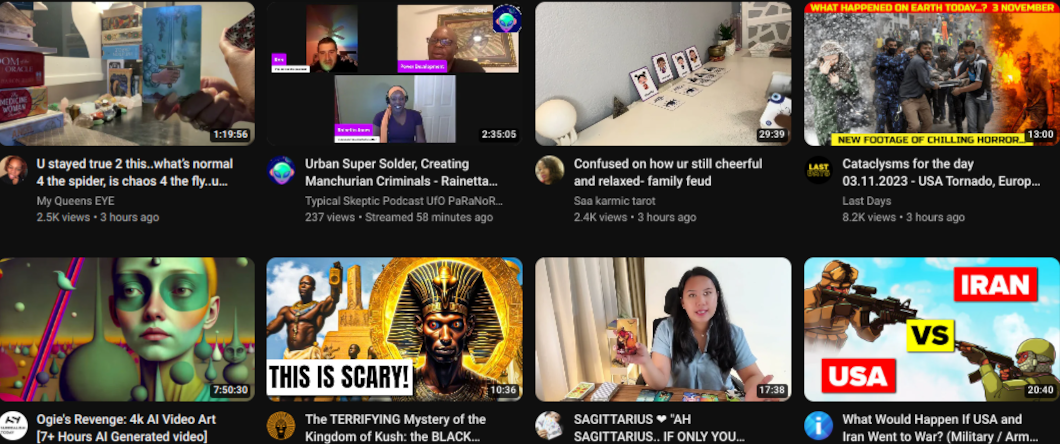 WHAT HAPPENED ON EARTH TODAY...? 3 NOVEMBER
DOM
ORACLE
MEDICINE
WOMAN
Power Development
NEW FOOTAGE OF CHILLING HORROR...
1:19:56
2:35:05
29:39
13:00
U stayed true 2 this..what's normal
4 the spider, is chaos 4 the fly..u...
My Queens EYE
2.5K views • 3 hours ago
Urban Super Solder, Creating
Manchurian Criminals - Rainetta...
Typical Skeptic Podcast UfO PaRaNoR...
237 views • Streamed 58 minutes ago
Confused on how ur still cheerful
and relaxed- family feud
Saa karmic tarot
2.4K views • 3 hours ago
LAST
DAYS
Cataclysms for the day
03.11.2023 - USA Tornado, Europ...
Last Days
8.2K views • 3 hours ago
THIS IS SCARY!
IRAN
VS
USA
7:50:30
10:36
17:38
20:40
Ogie's Revenge: 4k AI Video Art
[7+ Hours AI Generated video]
The TERRIFYING Mystery of the
Kingdom of Kush: the BLACK...
SAGITTARIUS ❤ "AH
SAGITTARIUS.. IF ONLY YOU...
What Would Happen If USA and
Iran Went to War? (Military / Arm...